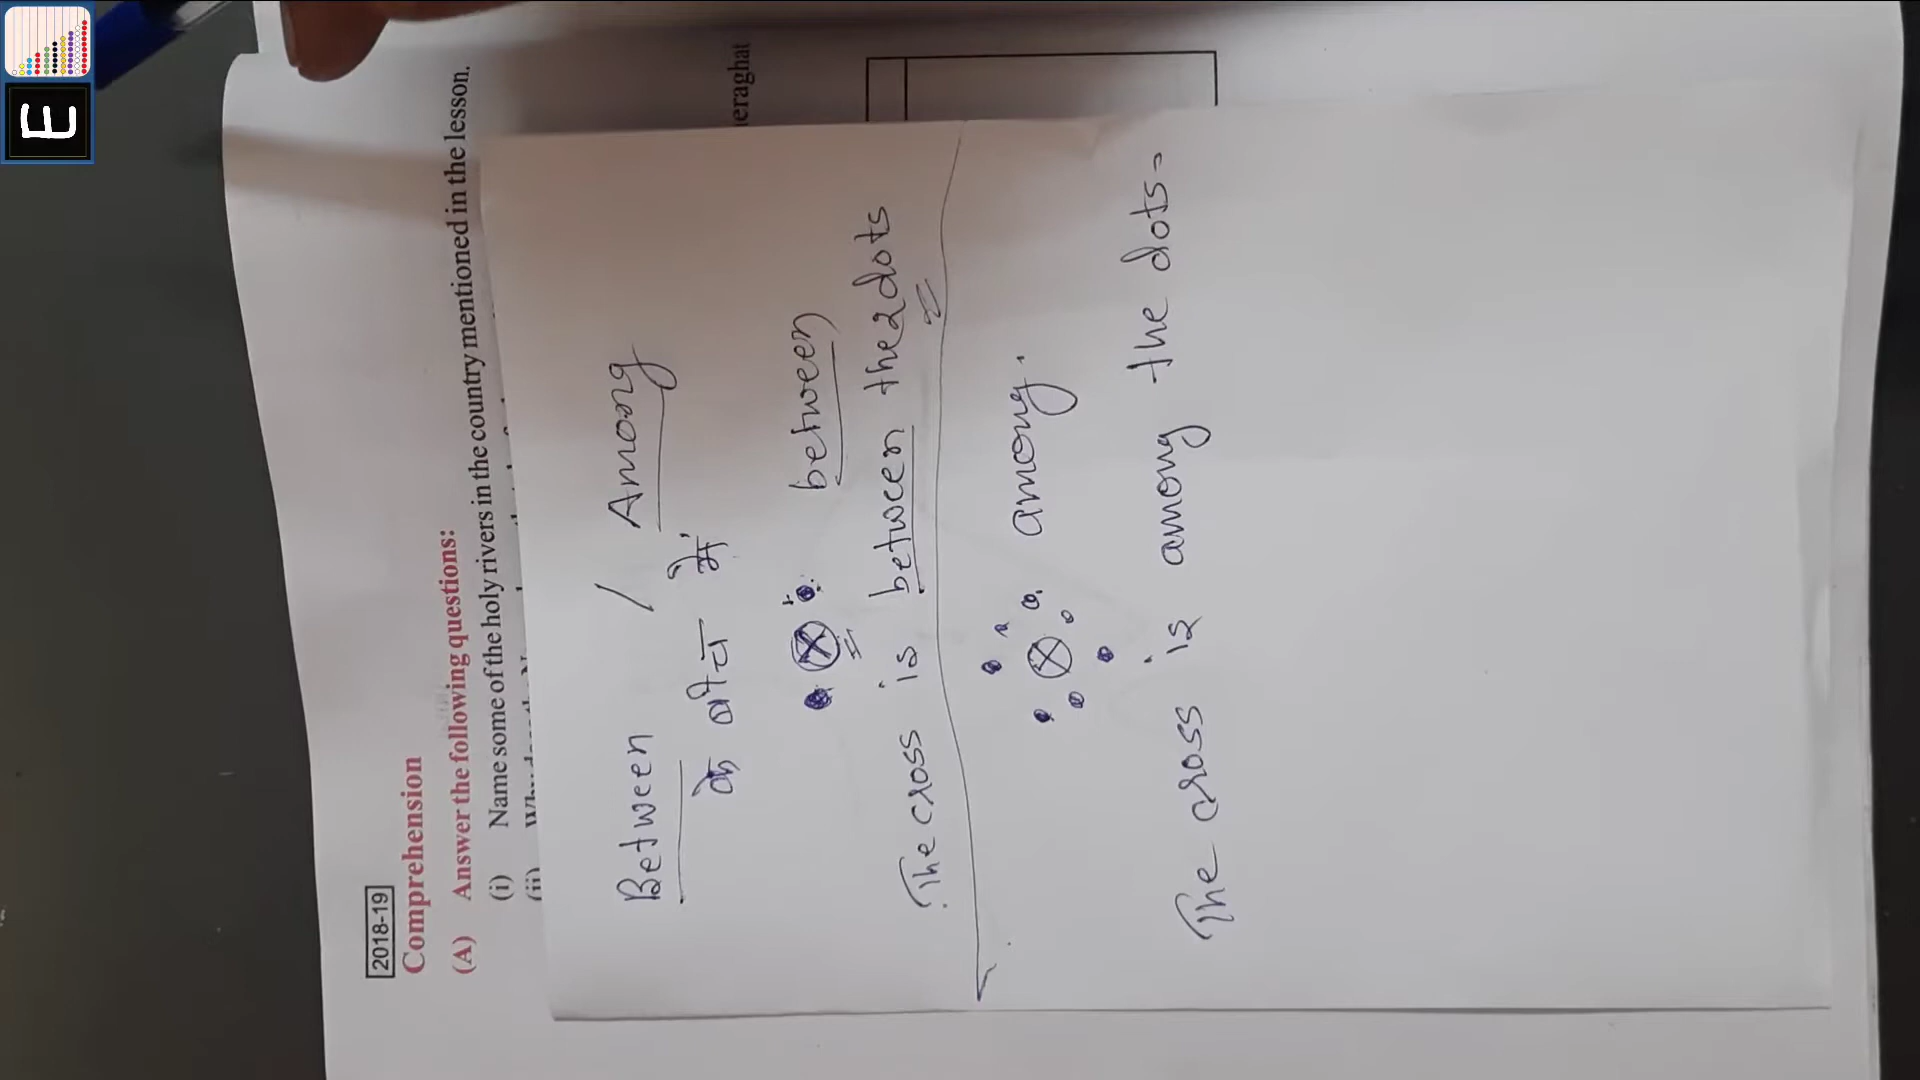 E
2018-19
Comprehension
(A) Answer the following questions:
(i) Name some of the holy rivers in the country mentioned in the lesson.
(ii)
eraghat
Between / Among
के बीच में
between
The cross is between the 2 dots
among.
The cross is among the dots-